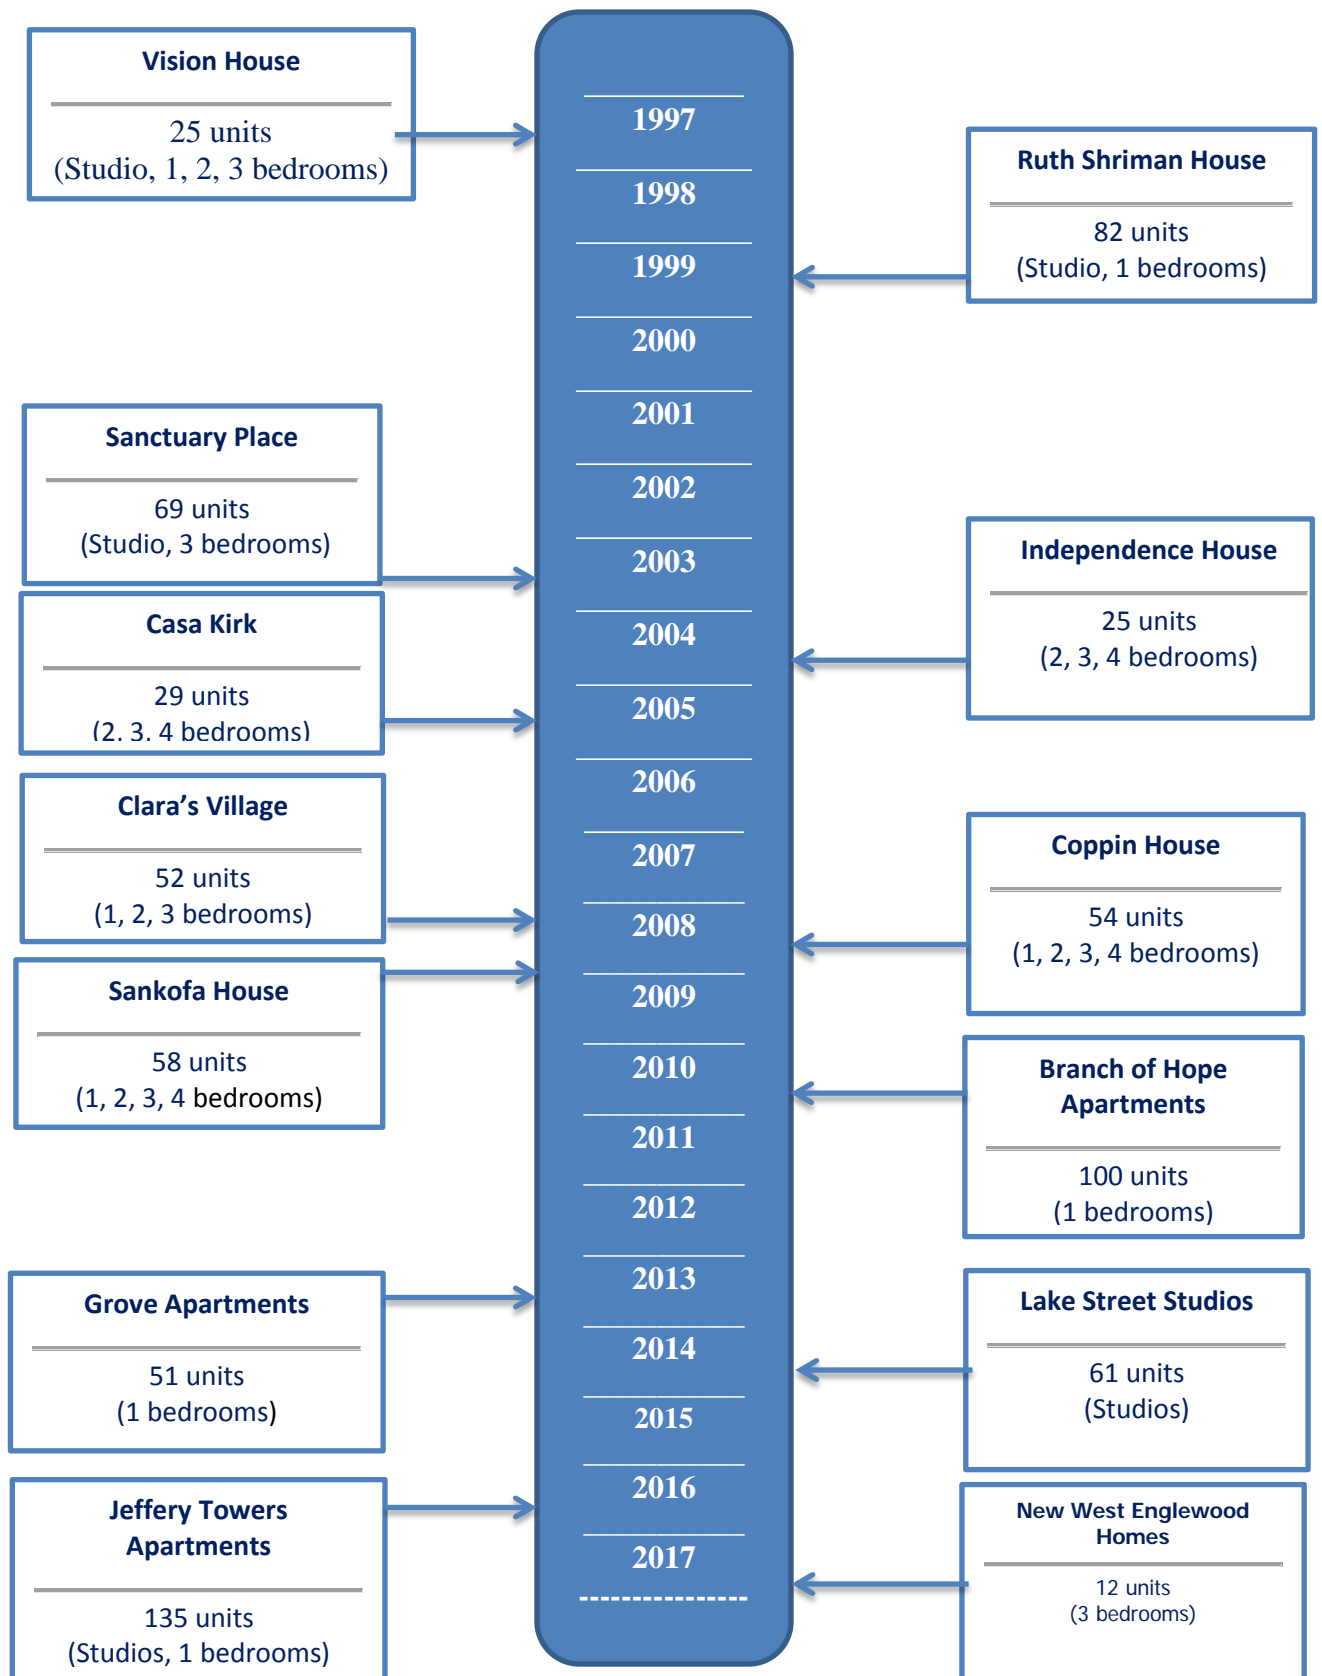 Vision House
25 units
(Studio, 1, 2, 3 bedrooms)
1997
Ruth Shriman House
82 units
(Studio, 1 bedrooms)
1998
1999
2000
2001
Sanctuary Place
69 units
(Studio, 3 bedrooms)
2002
2003
Independence House
25 units
(2, 3, 4 bedrooms)
Casa Kirk
29 units
(2, 3, 4 bedrooms)
2004
2005
2006
Clara's Village
52 units
(1, 2, 3 bedrooms)
2007
2008
Coppin House
54 units
(1, 2, 3, 4 bedrooms)
Sankofa House
58 units
(1, 2, 3, 4 bedrooms)
2009
2010
Branch of Hope
Apartments
100 units
(1 bedrooms)
2011
2012
2013
Grove Apartments
51 units
(1 bedrooms)
Lake Street Studios
61 units
(Studios)
2014
2015
2016
Jeffery Towers
Apartments
135 units
(Studios, 1 bedrooms)
New West Englewood
Homes
12 units
(3 bedrooms)
2017